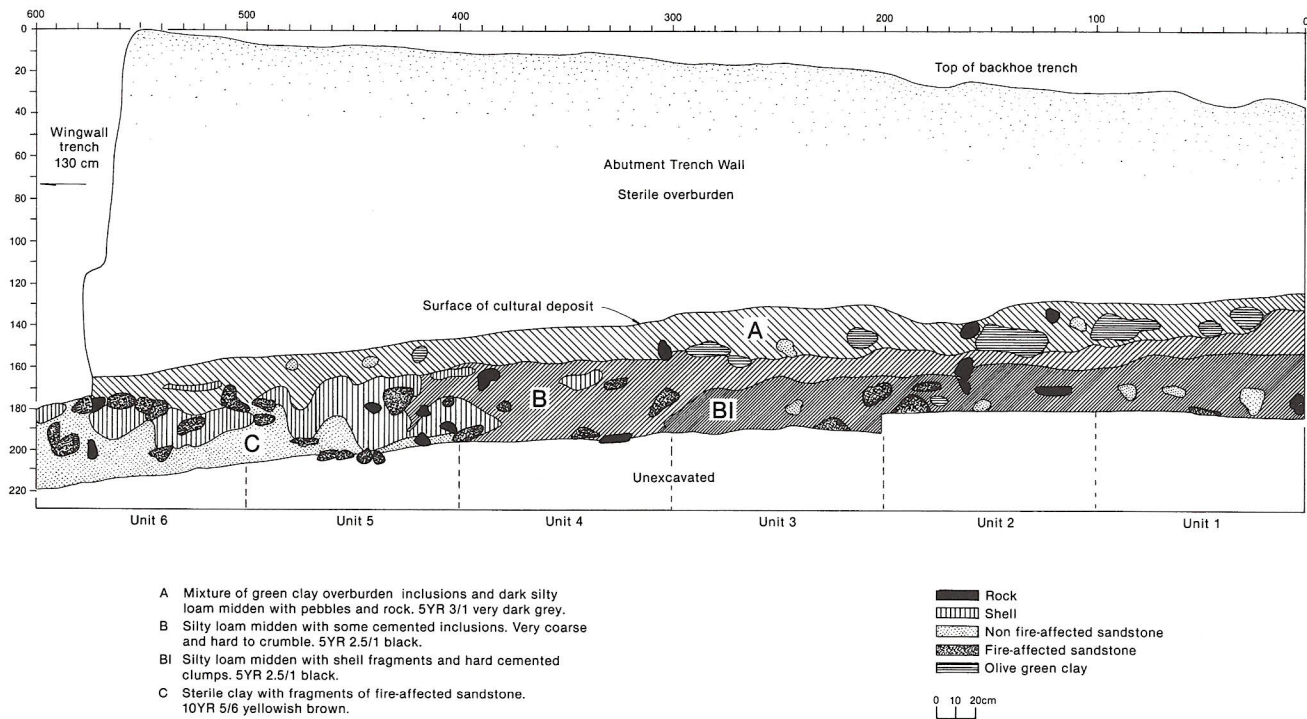 600 500 400 300 200 100 0
0
20
40
60
80
100
120
140
160
180
200
220
Top of backhoe trench
Wingwall
trench
130 cm
Abutment Trench Wall
Sterile overburden
Surface of cultural deposit
A
B
BI
C
Unexcavated
Unit 6 Unit 5 Unit 4 Unit 3 Unit 2 Unit 1
A Mixture of green clay overburden inclusions and dark silty
loam midden with pebbles and rock. 5YR 3/1 very dark grey.
B Silty loam midden with some cemented inclusions. Very coarse
and hard to crumble. 5YR 2.5/1 black.
BI Silty loam midden with shell fragments and hard cemented
clumps. 5YR 2.5/1 black.
C Sterile clay with fragments of fire-affected sandstone.
10YR 5/6 yellowish brown.
Rock
Shell
Non fire-affected sandstone
Fire-affected sandstone
Olive green clay
0 10 20cm